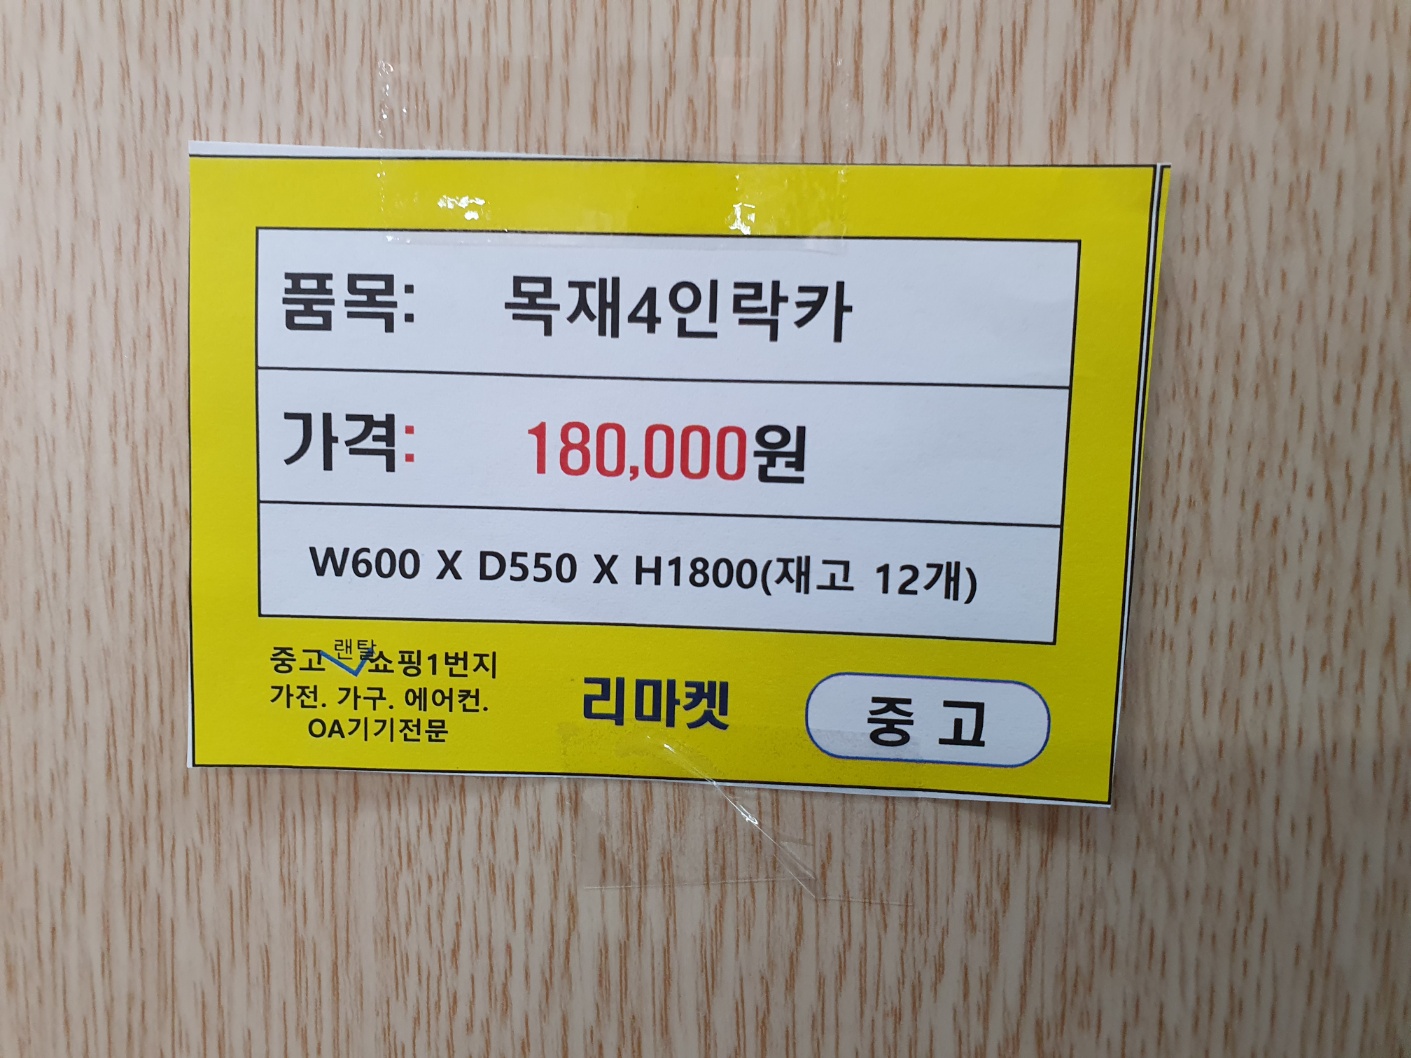 품목: 목재4인락카
가격: 180,000원
W600 X D550 X H1800(재고 12개)
랜탈
중고 쇼핑1번지
가전. 가구. 에어컨.
OA기기전문
리마켓
중고